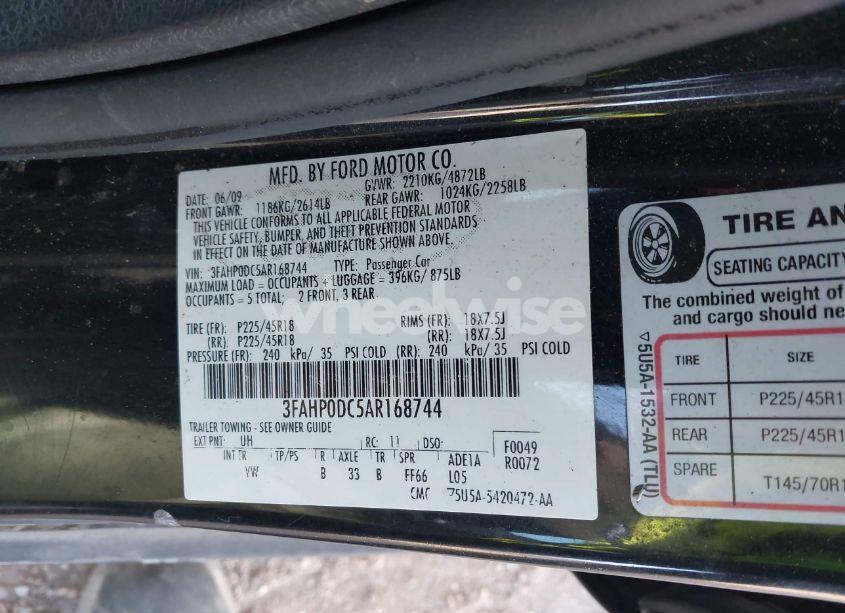 MFD. BY FORD MOTOR CO.
DATE: 06/09 GVWR: 2210KG/4872LB
FRONT GAWR: 1186KG/2614LB REAR GAWR: 1024KG/2258LB
THIS VEHICLE CONFORMS TO ALL APPLICABLE FEDERAL MOTOR
VEHICLE SAFETY, BUMPER, AND THEFT PREVENTION STANDARDS
IN EFFECT ON THE DATE OF MANUFACTURE SHOWN ABOVE.
VIN: 3FAHP0DC5AR168744 TYPE: Passenger Car
MAXIMUM LOAD = OCCUPANTS + LUGGAGE = 396KG/ 875LB
OCCUPANTS = 5 TOTAL: 2 FRONT, 3 REAR
wheelwise
TIRE (FR): P225/45R18 RIMS (FR): 18X7.5J
(RR): P225/45R18 (RR): 18X7.5J
PRESSURE (FR): 240 kPa/ 35 PSI COLD (RR): 240 kPa/ 35 PSI COLD
3FAHP0DC5AR168744
TRAILER TOWING - SEE OWNER GUIDE
EXT PNT: UH RC: 11 DSO: F0049
INT TR TP/PS R AXLE TR SPR ADE1A R0072
YW B 33 B FF66 L05
CMC 75U5A-5420472-AA
TIRE AN
SEATING CAPACITY
The combined weight of
and cargo should ne
5U5A-1532-AA (TLU)
TIRE SIZE
FRONT P225/45R1
REAR P225/45R1
SPARE T145/70R1